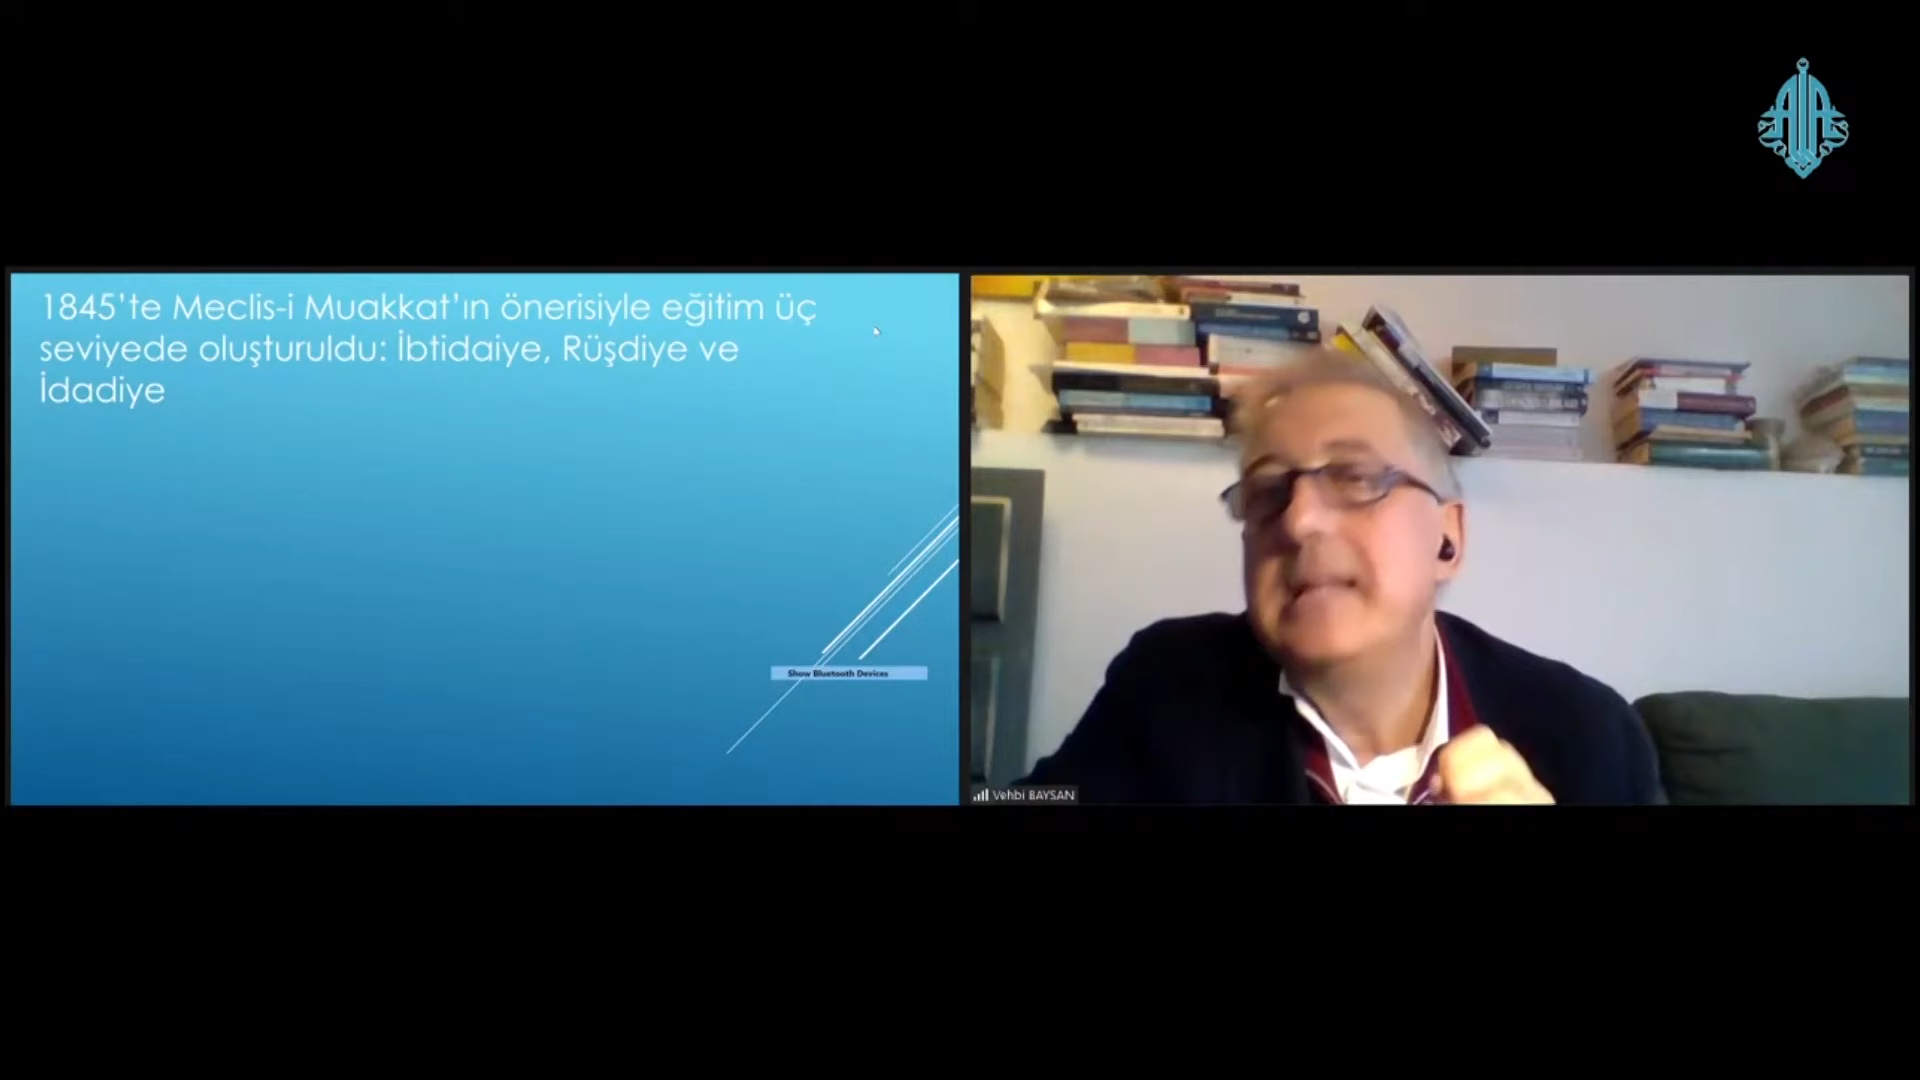 1845’te Meclis-i Muakkat’ın önerisiyle eğitim üç
seviyede oluşturuldu: İbtidaiye, Rüşdiye ve
İdadiye
Show Bluetooth Devices
Vehbi BAYSAN